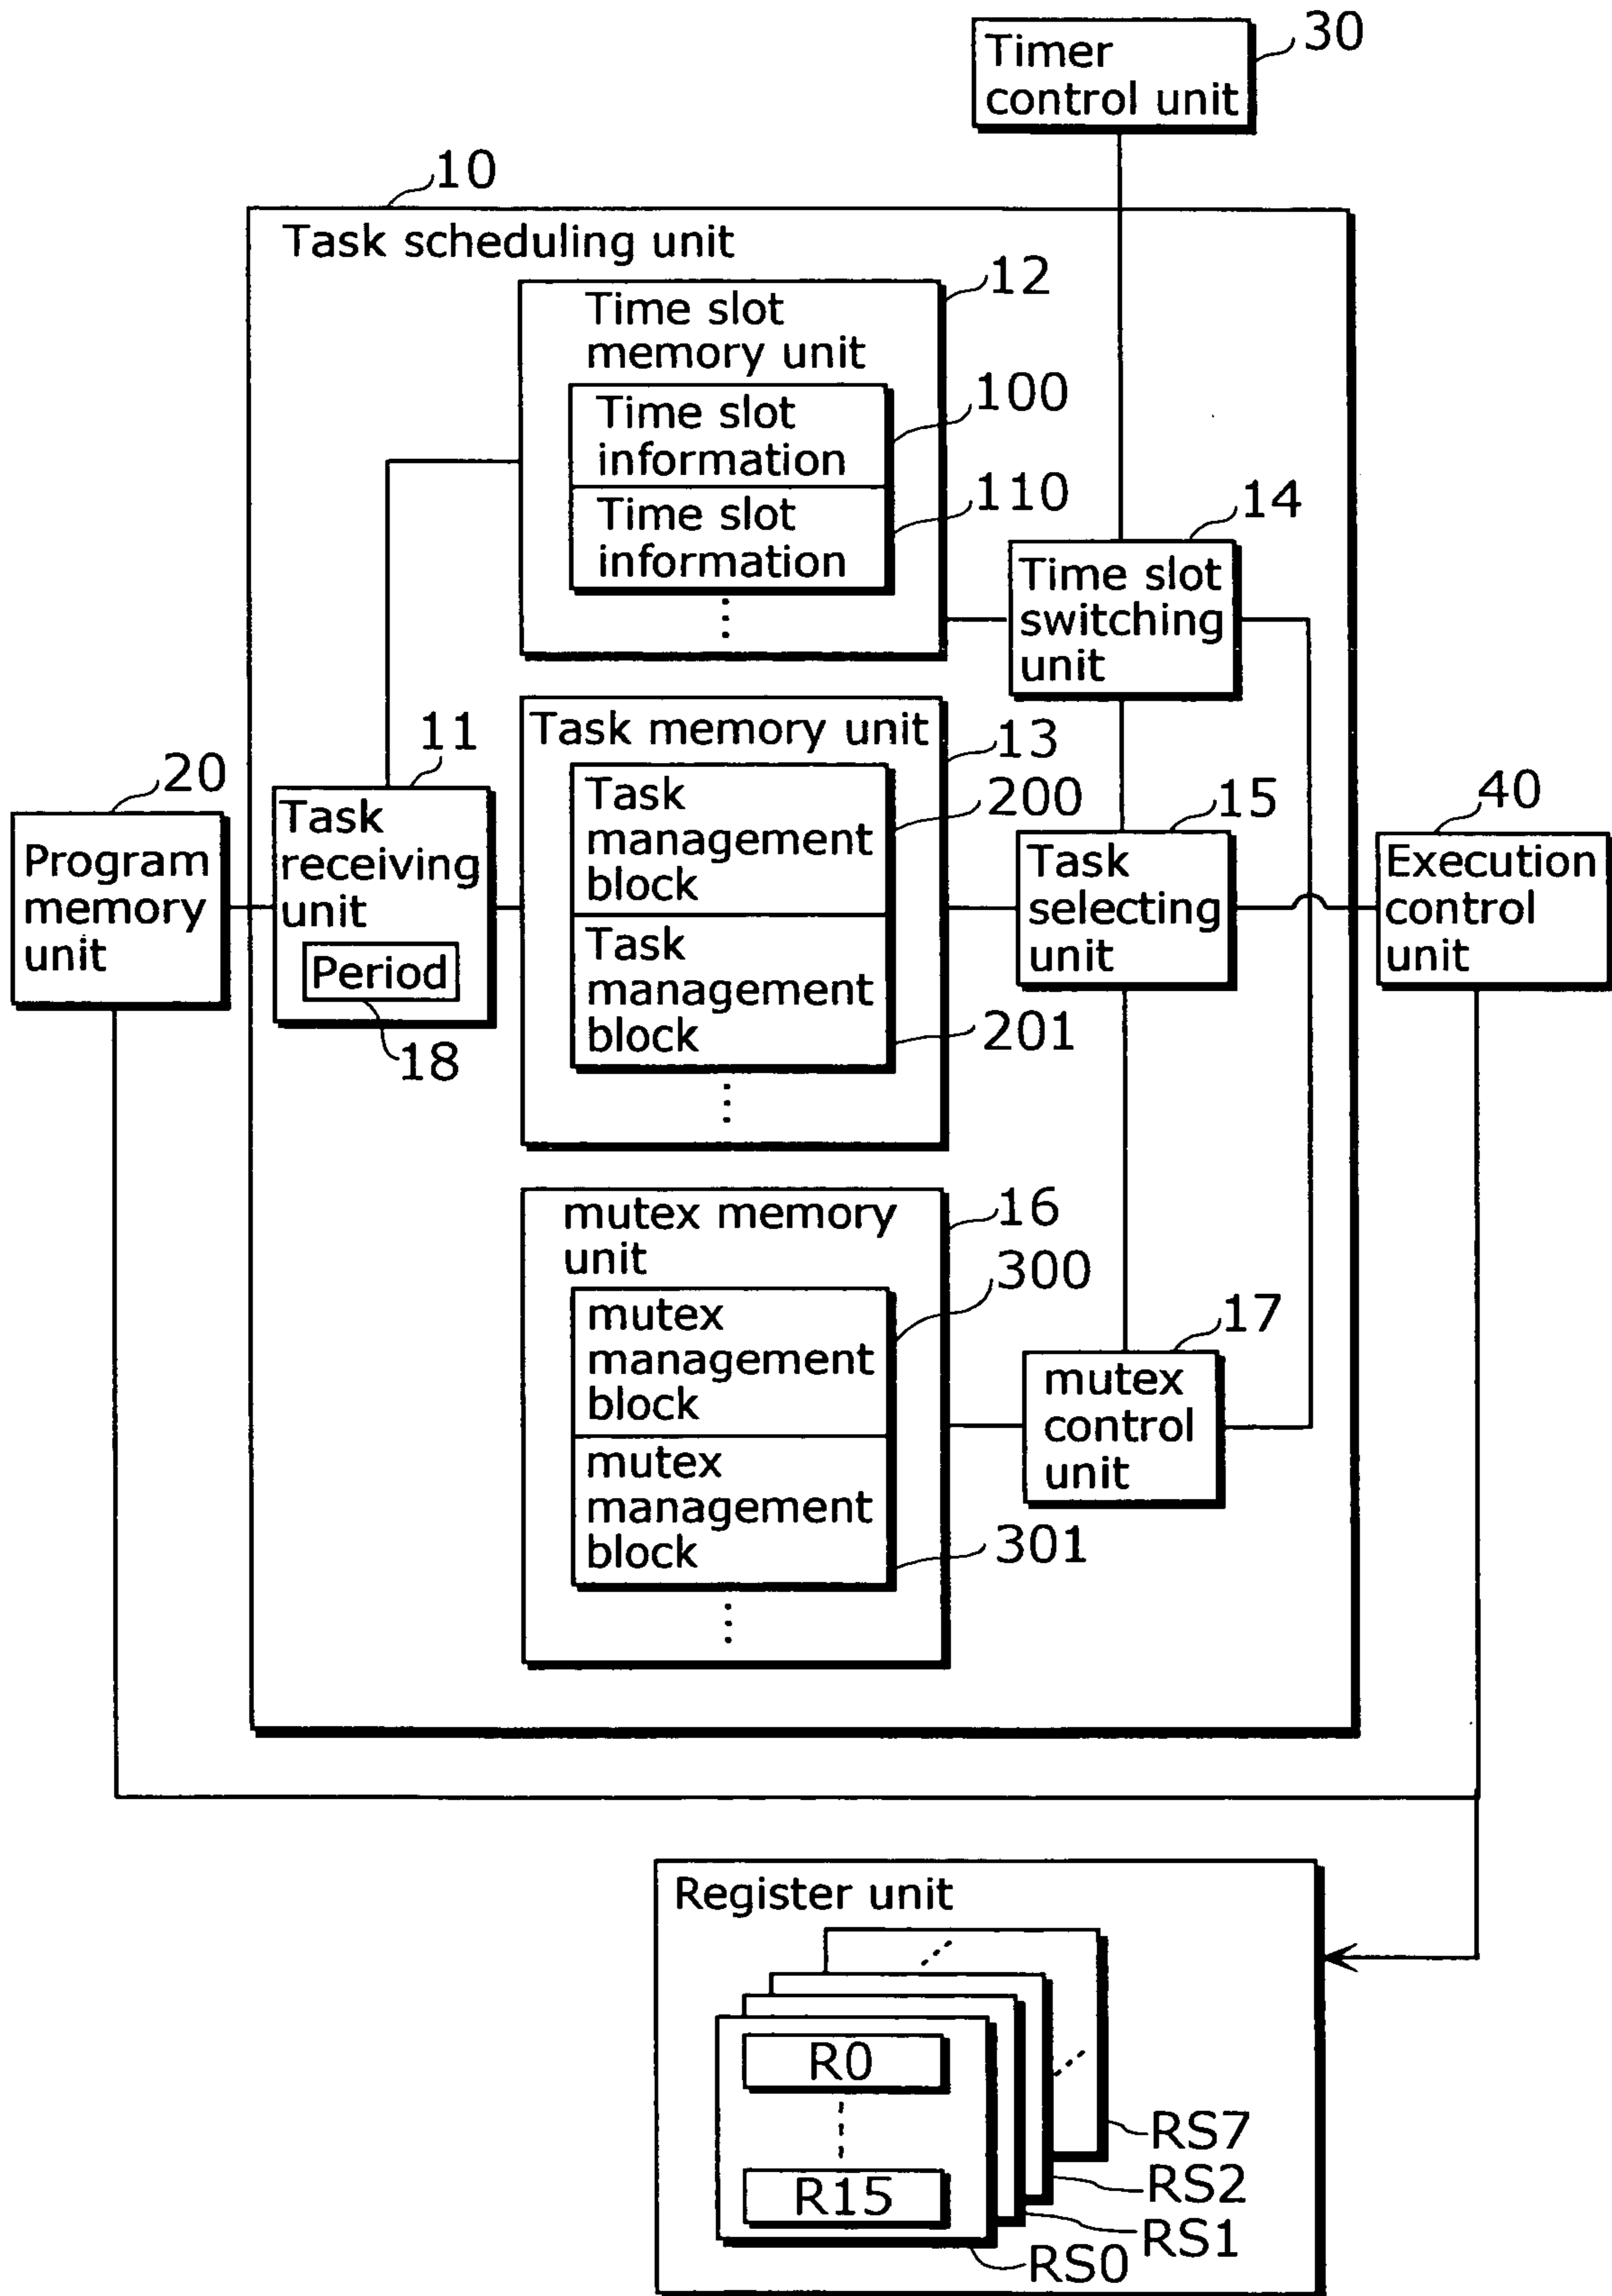 Timer
control unit
30
10
Task scheduling unit
12
Time slot
memory unit
100
Time slot
information
110
Time slot
information
14
Time slot
switching
unit
Task memory unit
13
11
20
Task
management
block
200
15
40
Program
memory
unit
Task
receiving
unit
Period
18
Task
selecting
unit
Execution
control
unit
Task
management
block
201
mutex memory
unit
16
300
mutex
management
block
17
mutex
control
unit
mutex
management
block
301
Register unit
R0
R15
RS7
RS2
RS1
RS0